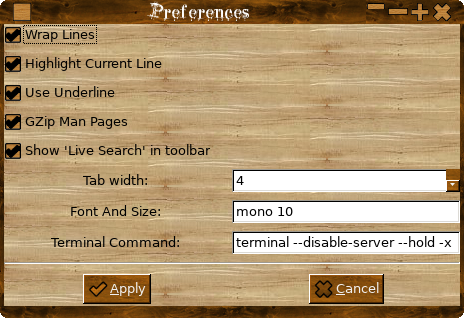 Preferences
Wrap Lines
Highlight Current Line
Use Underline
GZip Man Pages
Show 'Live Search' in toolbar
Tab width: 4
Font And Size: mono 10
Terminal Command: terminal --disable-server --hold -x
Apply Cancel